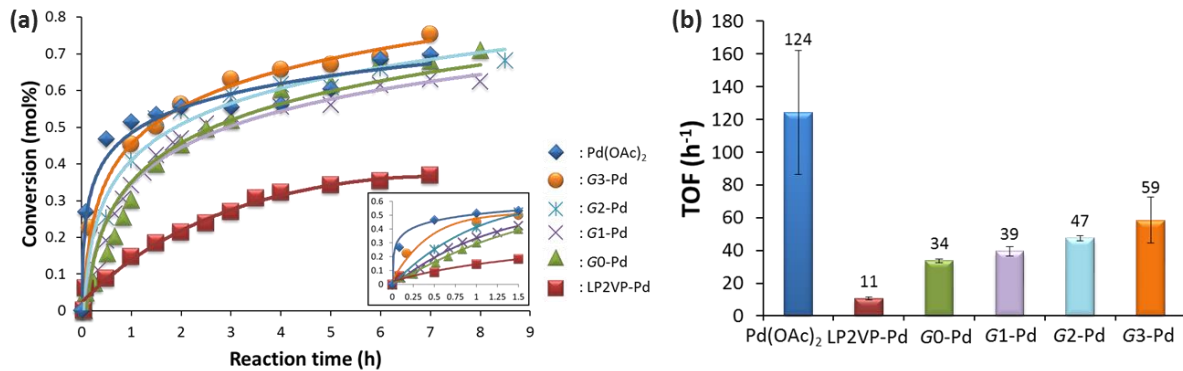 (a)
Conversion (mol%)
0.8
0.7
0.6
0.5
0.4
0.3
0.2
0.1
0
0 1 2 3 4 5 6 7 8 9
Reaction time (h)
0.6
0.5
0.4
0.3
0.2
0.1
0
0.00 0.25 0.5 0.75 1.0 1.25 1.5
: Pd(OAc)2
: G3-Pd
: G2-Pd
: G1-Pd
: G0-Pd
: LP2VP-Pd
(b)
TOF (h-1)
180
160
140
120
100
80
60
40
20
0
124
11
34
39
47
59
Pd(OAc)2 LP2VP-Pd G0-Pd G1-Pd G2-Pd G3-Pd